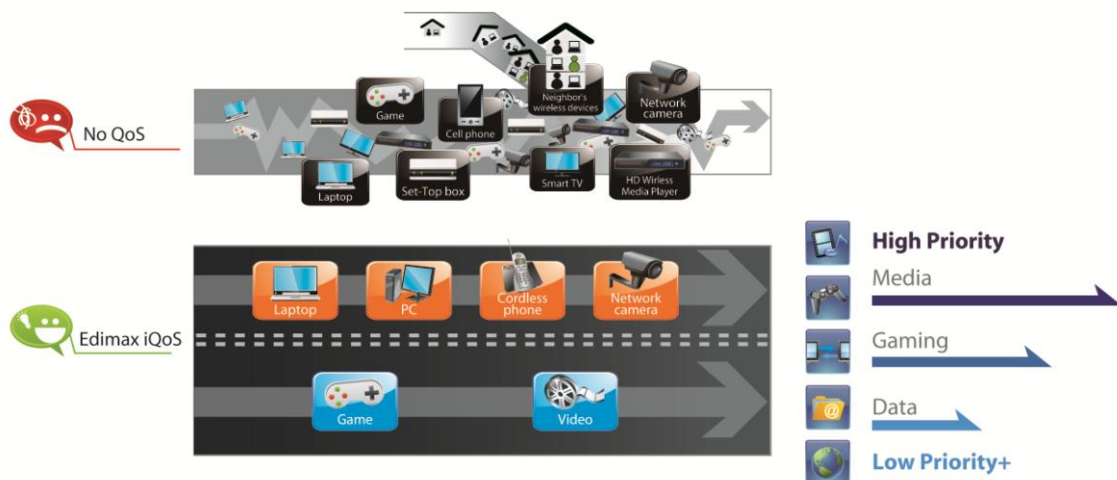 No QoS
Game
Cell phone
Neighbor's
wireless devices
Network
camera
Laptop
Set-Top box
Smart TV
HD Wirless
Media Player
Edimax iQoS
Laptop
PC
Cordless
phone
Network
camera
Game
Video
High Priority
Media
Gaming
@
Data
Low Priority+